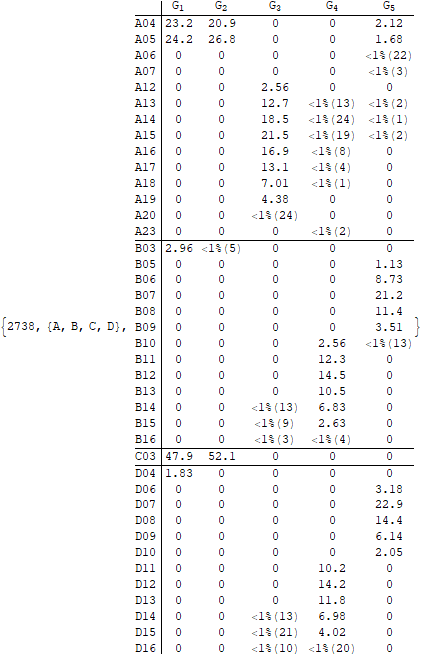 G1 G2 G3 G4 G5
A04 23.2 20.9 0 0 2.12
A05 24.2 26.8 0 0 1.68
A06 0 0 0 0 <1%(22)
A07 0 0 0 0 <1%(3)
A12 0 0 2.56 0 0
A13 0 0 12.7 <1%(13) <1%(2)
A14 0 0 18.5 <1%(24) <1%(1)
A15 0 0 21.5 <1%(19) <1%(2)
A16 0 0 16.9 <1%(8) 0
A17 0 0 13.1 <1%(4) 0
A18 0 0 7.01 <1%(1) 0
A19 0 0 4.38 0 0
A20 0 0 <1%(24) 0 0
A23 0 0 0 <1%(2) 0
B03 2.96 <1%(5) 0 0 0
B05 0 0 0 0 1.13
B06 0 0 0 0 8.73
B07 0 0 0 0 21.2
B08 0 0 0 0 11.4
{2738, {A, B, C, D}, B09 0 0 0 0 3.51 }
B10 0 0 0 2.56 <1%(13)
B11 0 0 0 12.3 0
B12 0 0 0 14.5 0
B13 0 0 0 10.5 0
B14 0 0 <1%(13) 6.83 0
B15 0 0 <1%(9) 2.63 0
B16 0 0 <1%(3) <1%(4) 0
C03 47.9 52.1 0 0 0
D04 1.83 0 0 0 0
D06 0 0 0 0 3.18
D07 0 0 0 0 22.9
D08 0 0 0 0 14.4
D09 0 0 0 0 6.14
D10 0 0 0 0 2.05
D11 0 0 0 10.2 0
D12 0 0 0 14.2 0
D13 0 0 0 11.8 0
D14 0 0 <1%(13) 6.98 0
D15 0 0 <1%(21) 4.02 0
D16 0 0 <1%(10) <1%(20) 0